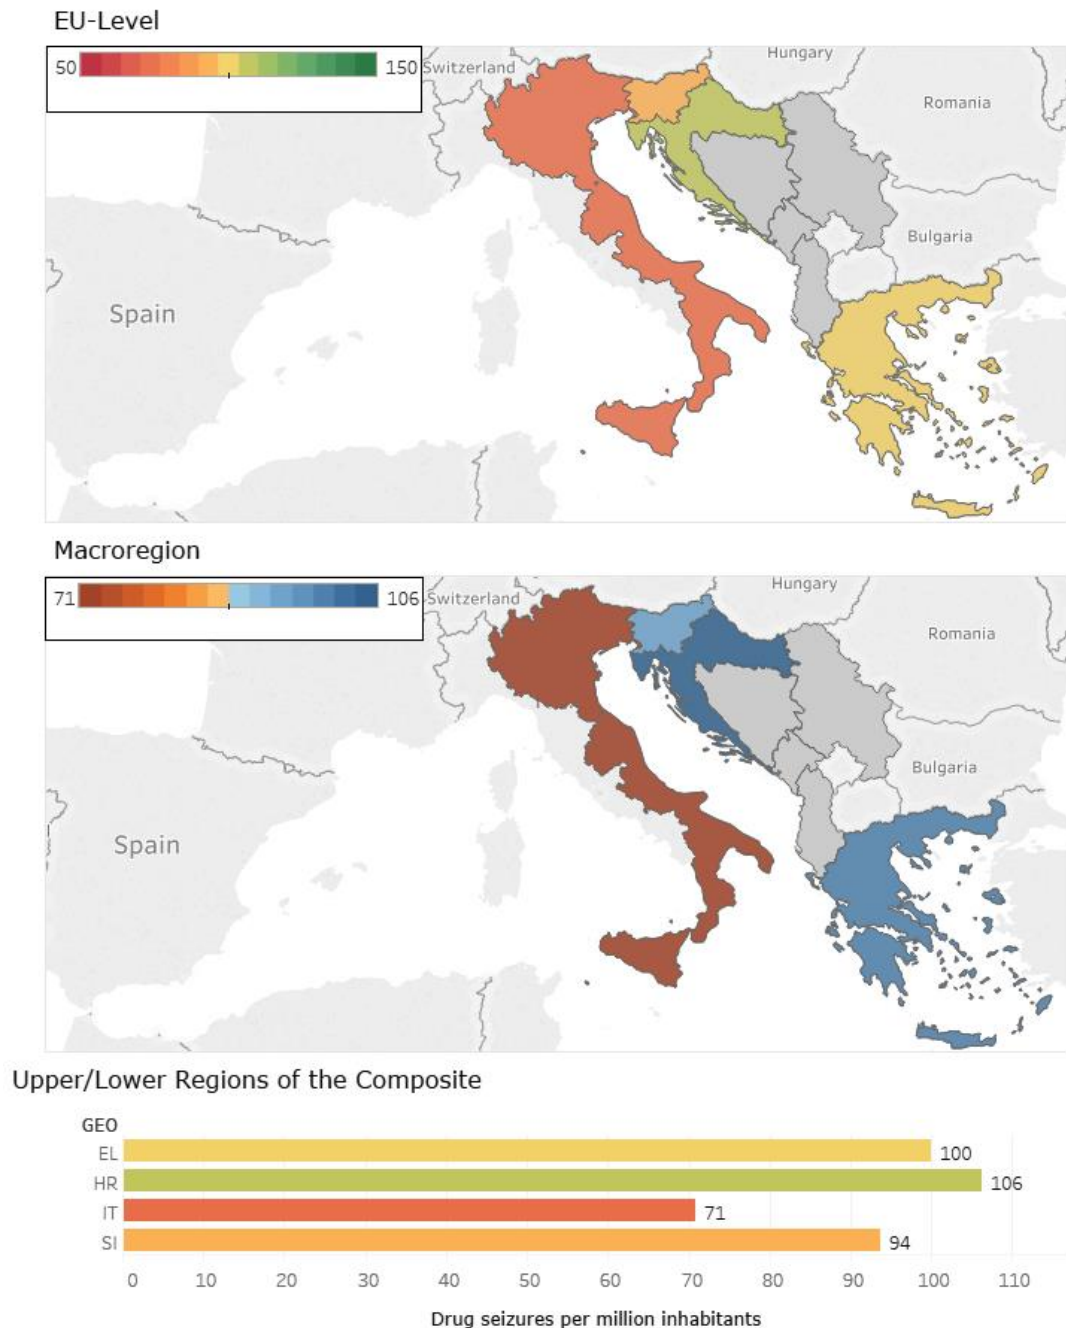 EU-Level
50
150
Switzerland
Hungary
Romania
Bulgaria
Spain
Macroregion
71
106
Switzerland
Hungary
Romania
Bulgaria
Spain
Upper/Lower Regions of the Composite
GEO
EL
100
HR
106
IT
71
SI
94
0 10 20 30 40 50 60 70 80 90 100 110
Drug seizures per million inhabitants